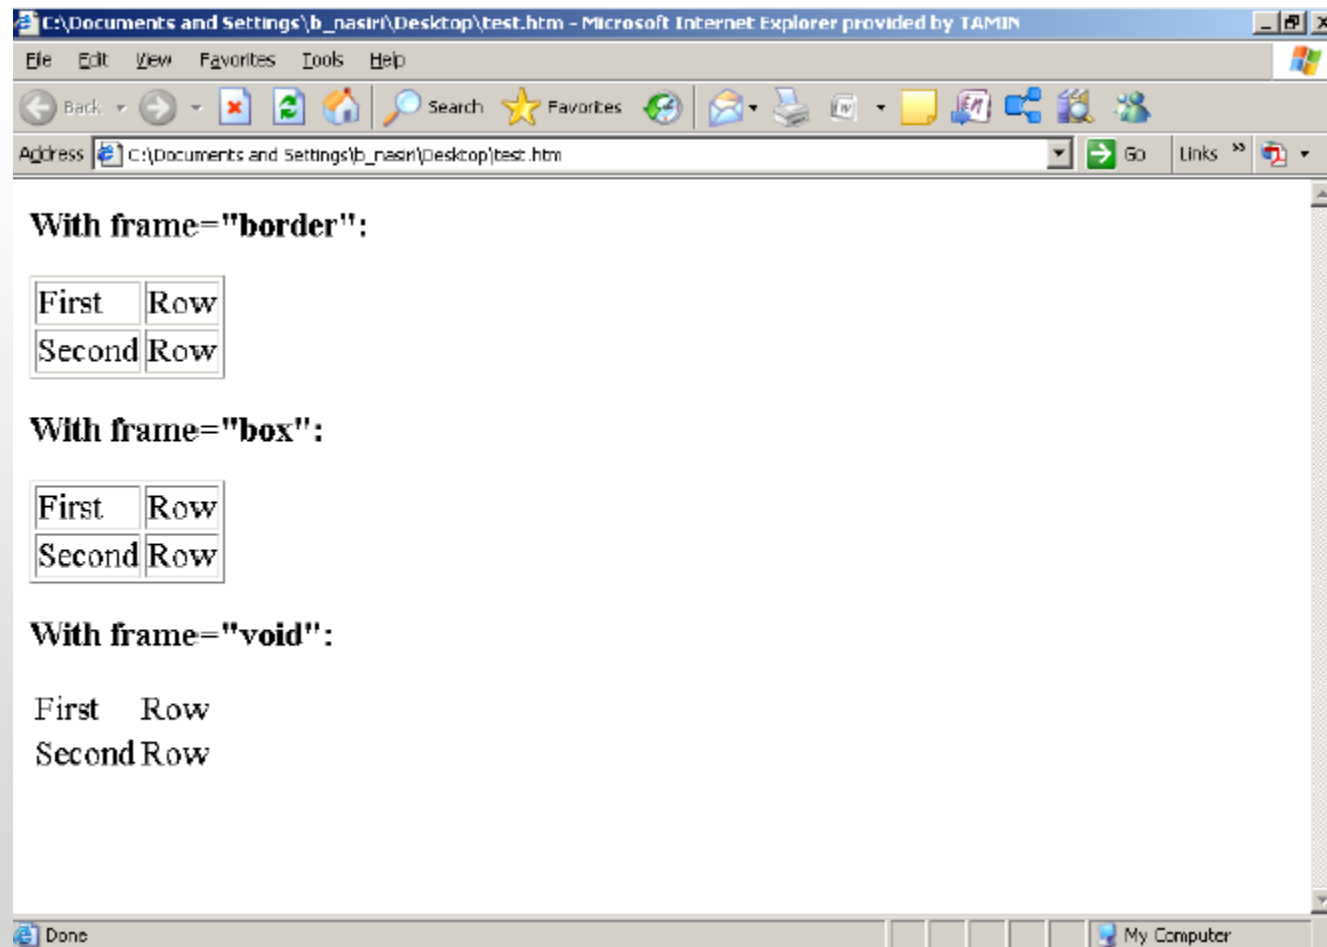 C:\Documents and Settings\b_nasiri\Desktop\test.htm - Microsoft Internet Explorer provided by TAMIN
File Edit View Favorites Tools Help
Back Search Favorites
Address C:\Documents and Settings\b_nasiri\Desktop\test.htm Go Links »
With frame="border":
First Row
Second Row
With frame="box":
First Row
Second Row
With frame="void":
First Row
Second Row
Done My Computer